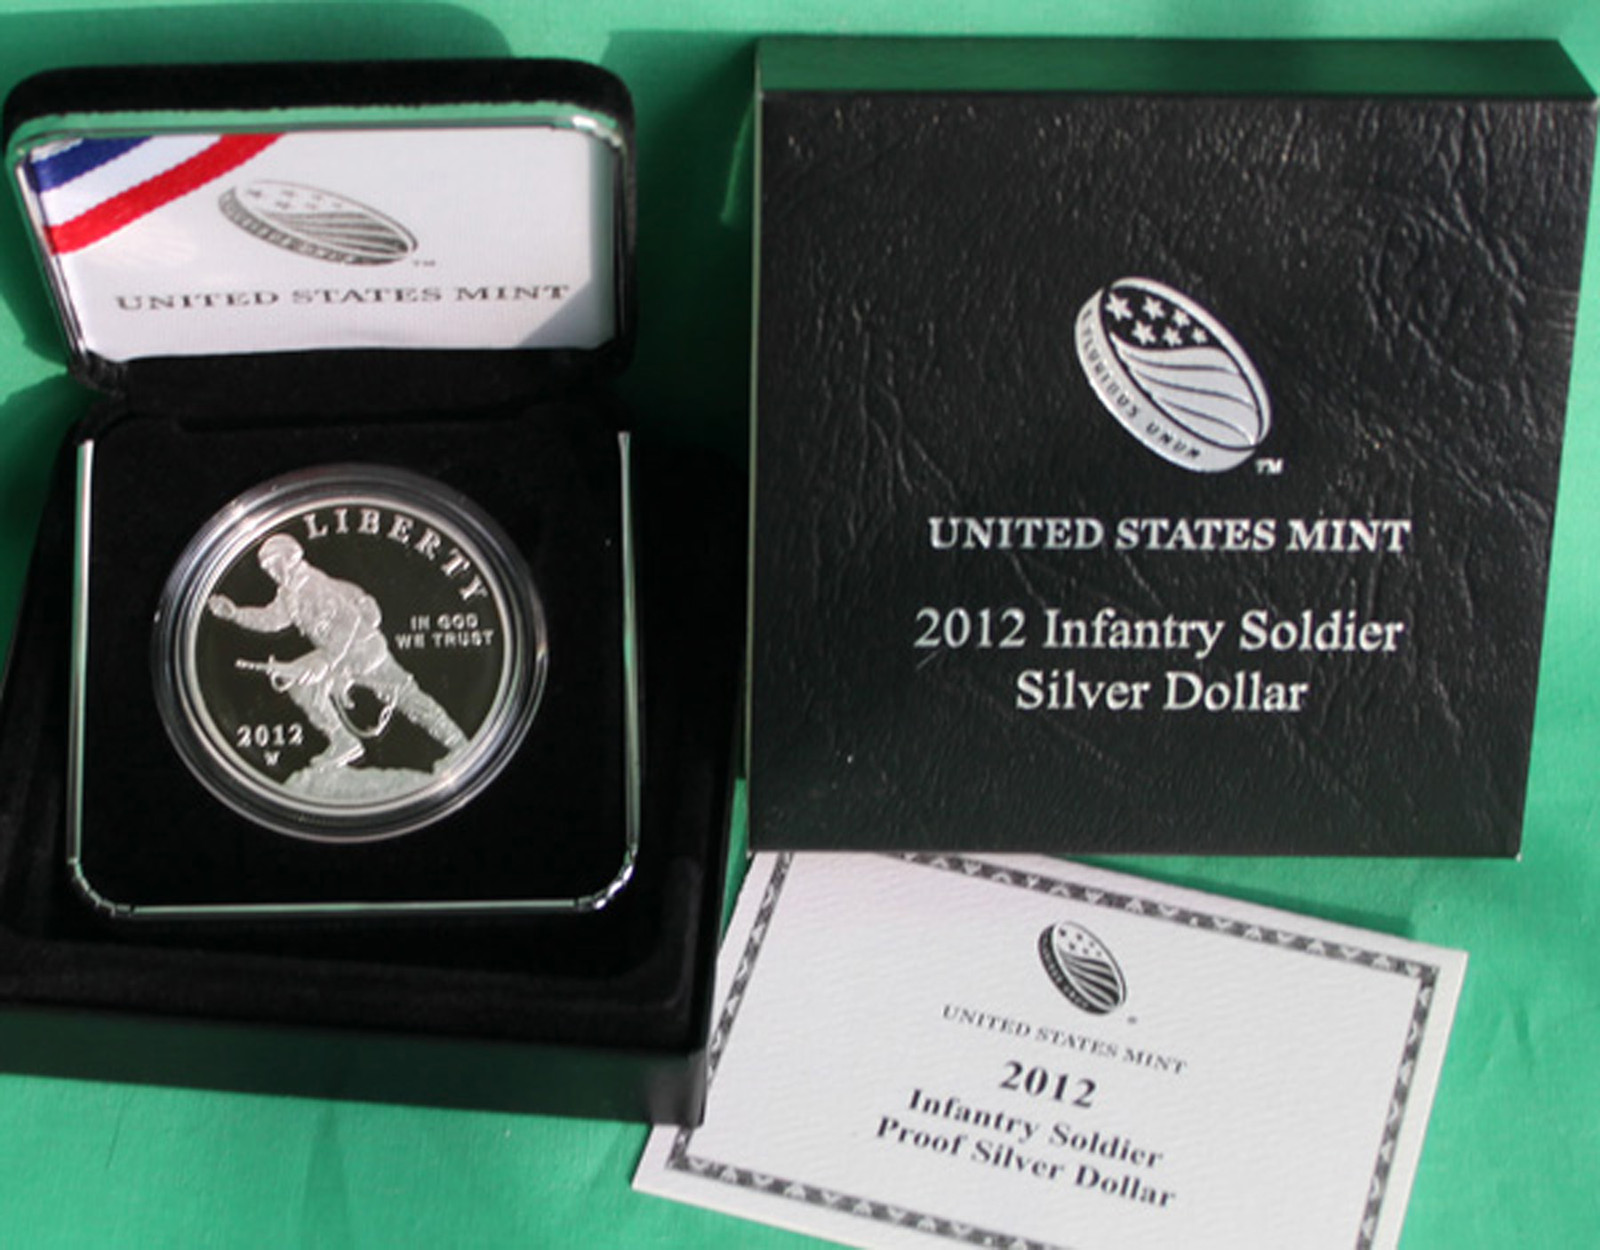 UNITED STATES MINT
LIBERTY
IN GOD
WE TRUST
2012
W
E PLURIBUS UNUM
TM
UNITED STATES MINT
2012 Infantry Soldier
Silver Dollar
UNITED STATES MINT
2012
Infantry Soldier
Proof Silver Dollar